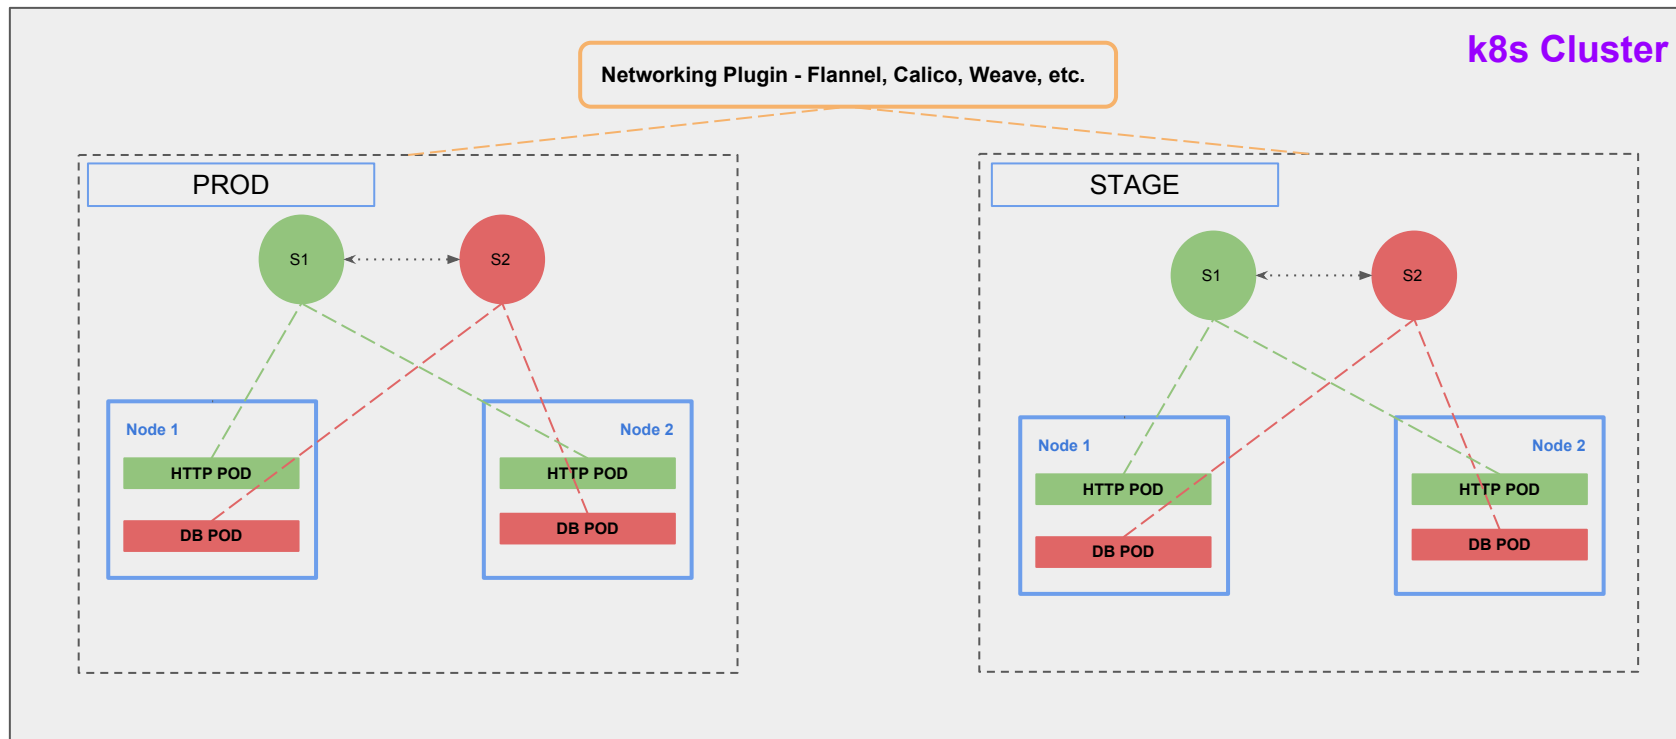 k8s Cluster
Networking Plugin - Flannel, Calico, Weave, etc.
PROD
S1
S2
Node 1
HTTP POD
DB POD
Node 2
HTTP POD
DB POD
STAGE
S1
S2
Node 1
HTTP POD
DB POD
Node 2
HTTP POD
DB POD